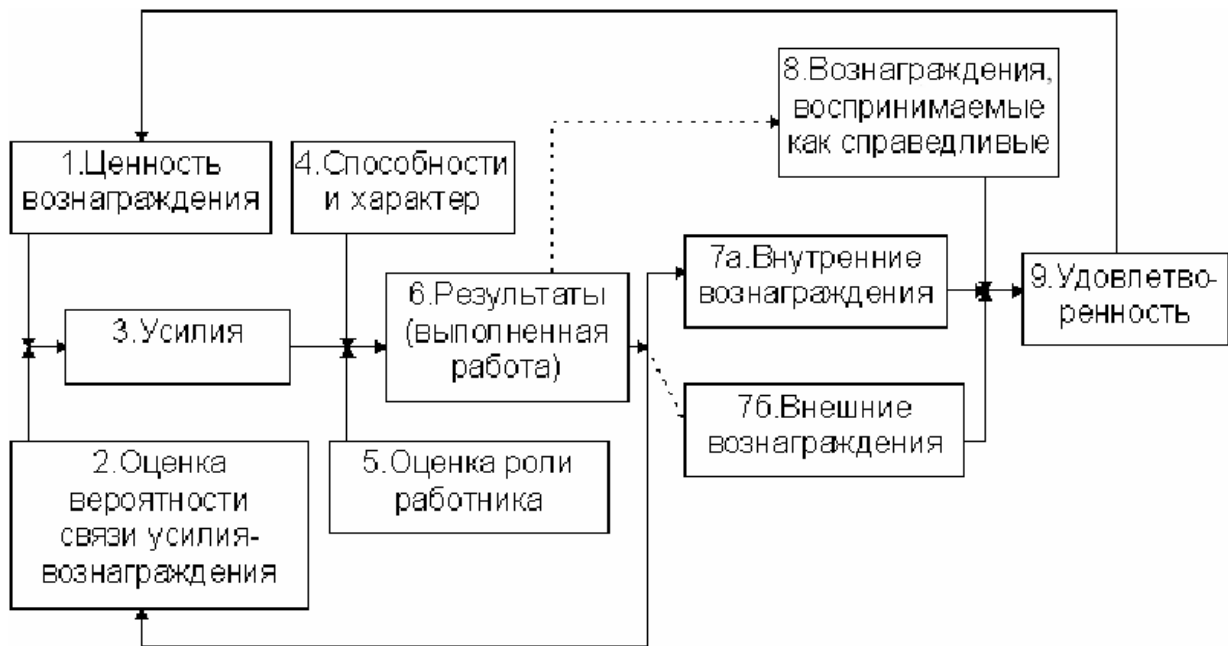 1.Ценность
вознаграждения
2.Оценка
вероятности
связи усилия-
вознаграждения
3.Усилия
4.Способности
и характер
5.Оценка роли
работника
6.Результаты
(выполненная
работа)
7а.Внутренние
вознаграждения
7б.Внешние
вознаграждения
8.Вознаграждения,
воспринимаемые
как справедливые
9.Удовлетво-
ренность